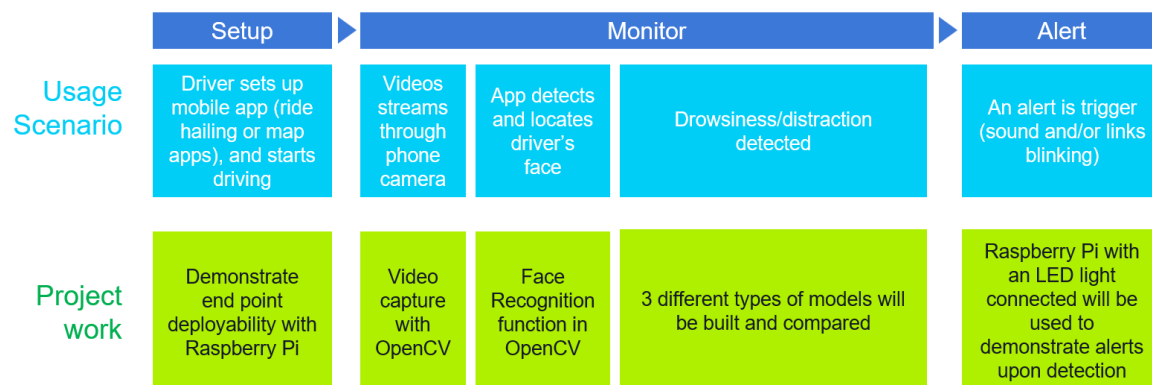 Setup
Monitor
Alert
Usage
Scenario
Driver sets up
mobile app (ride
hailing or map
apps), and starts
driving
Videos
streams
through
phone
camera
App detects
and locates
driver's
face
Drowsiness/distraction
detected
An alert is trigger
(sound and/or links
blinking)
Project
work
Demonstrate
end point
deployability with
Raspberry Pi
Video
capture
with
OpenCV
Face
Recognition
function in
OpenCV
3 different types of models will
be built and compared
Raspberry Pi with
an LED light
connected will be
used to
demonstrate alerts
upon detection